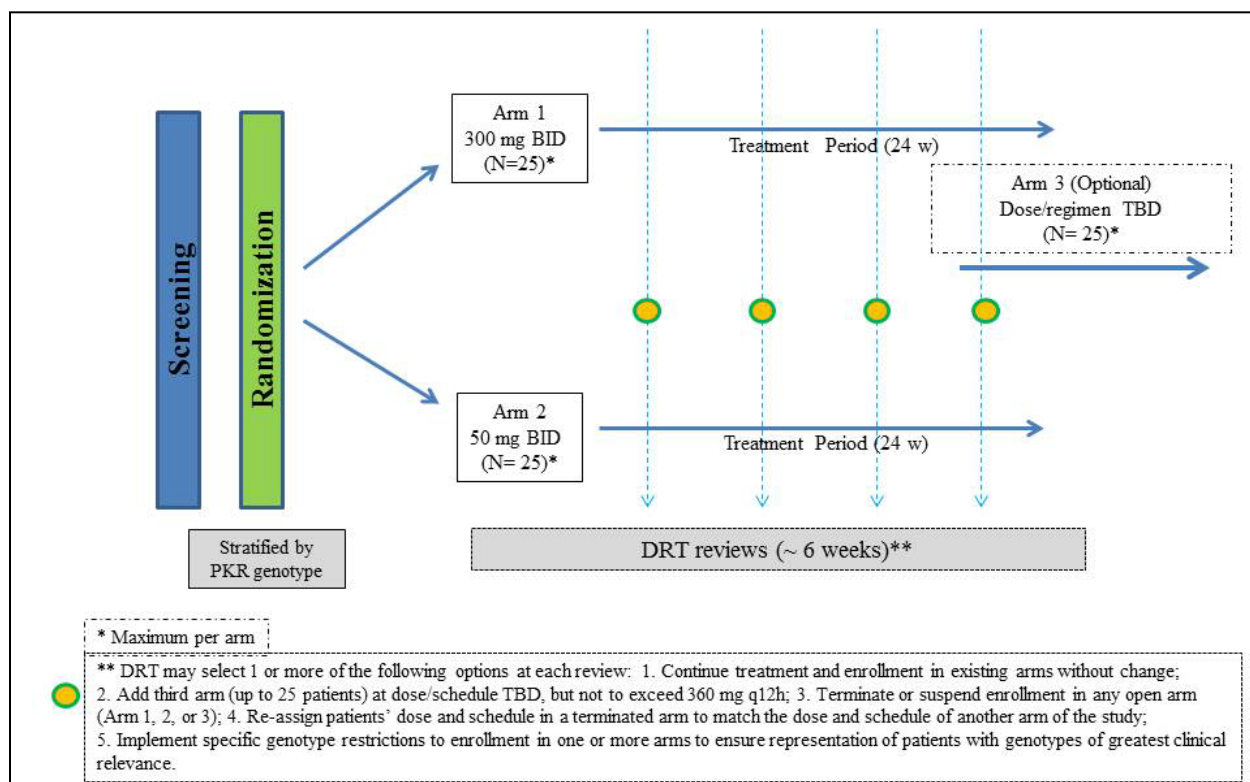 Screening
Randomization
Stratified by
PKR genotype
Arm 1
300 mg BID
(N=25)*
Treatment Period (24 w)
Arm 3 (Optional)
Dose/regimen TBD
(N= 25)*
Arm 2
50 mg BID
(N= 25)*
Treatment Period (24 w)
DRT reviews (~ 6 weeks)**
* Maximum per arm
** DRT may select 1 or more of the following options at each review: 1. Continue treatment and enrollment in existing arms without change;
2. Add third arm (up to 25 patients) at dose/schedule TBD, but not to exceed 360 mg q12h; 3. Terminate or suspend enrollment in any open arm
(Arm 1, 2, or 3); 4. Re-assign patients’ dose and schedule in a terminated arm to match the dose and schedule of another arm of the study;
5. Implement specific genotype restrictions to enrollment in one or more arms to ensure representation of patients with genotypes of greatest clinical
relevance.